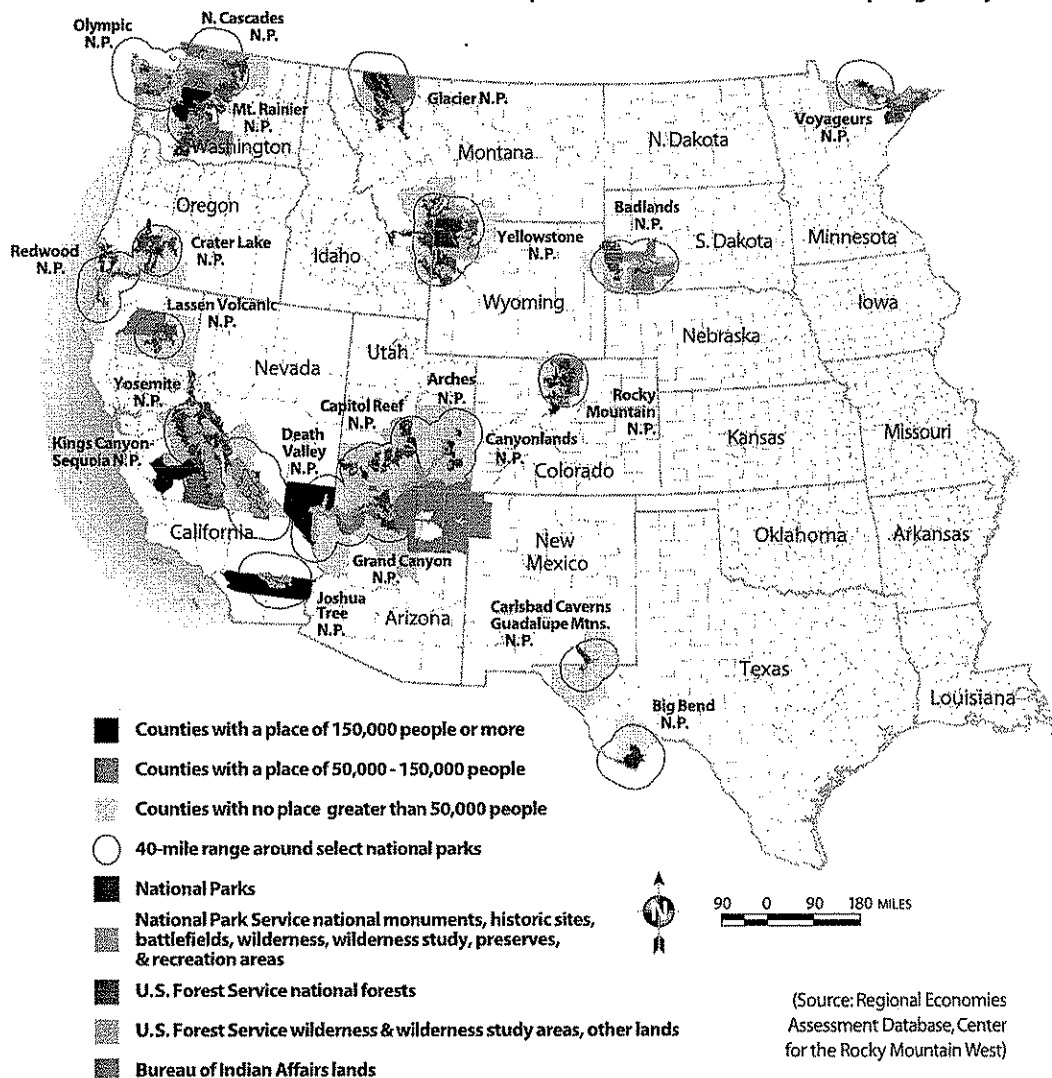 N. Cascades
N.P.
Olympic
N.P.
Mt. Rainier
N.P.
Washington
Glacier N.P.
Montana
N. Dakota
Voyageurs
N.P.
Oregon
Crater Lake
N.P.
Redwood
N.P.
Idaho
Yellowstone
N.P.
Wyoming
Badlands
N.P.
S. Dakota
Minnesota
Iowa
Lassen Volcanic
N.P.
Nevada
Utah
Nebraska
Yosemite
N.P.
Kings Canyon-
Sequoia N.P.
Capitol Reef
N.P.
Arches
N.P.
Death
Valley
N.P.
Canyonlands
N.P.
Colorado
Rocky
Mountain
N.P.
Kansas
Missouri
California
Grand Canyon
N.P.
Joshua
Tree
N.P.
Arizona
New
Mexico
Oklahoma
Arkansas
Carlsbad Caverns
Guadalupe Mtns.
N.P.
Texas
Louisiana
Big Bend
N.P.
Counties with a place of 150,000 people or more
Counties with a place of 50,000 - 150,000 people
Counties with no place greater than 50,000 people
40-mile range around select national parks
National Parks
National Park Service national monuments, historic sites,
battlefields, wilderness, wilderness study, preserves,
& recreation areas
U.S. Forest Service national forests
U.S. Forest Service wilderness & wilderness study areas, other lands
Bureau of Indian Affairs lands
N
90 0 90 180 MILES
(Source: Regional Economies
Assessment Database, Center
for the Rocky Mountain West)